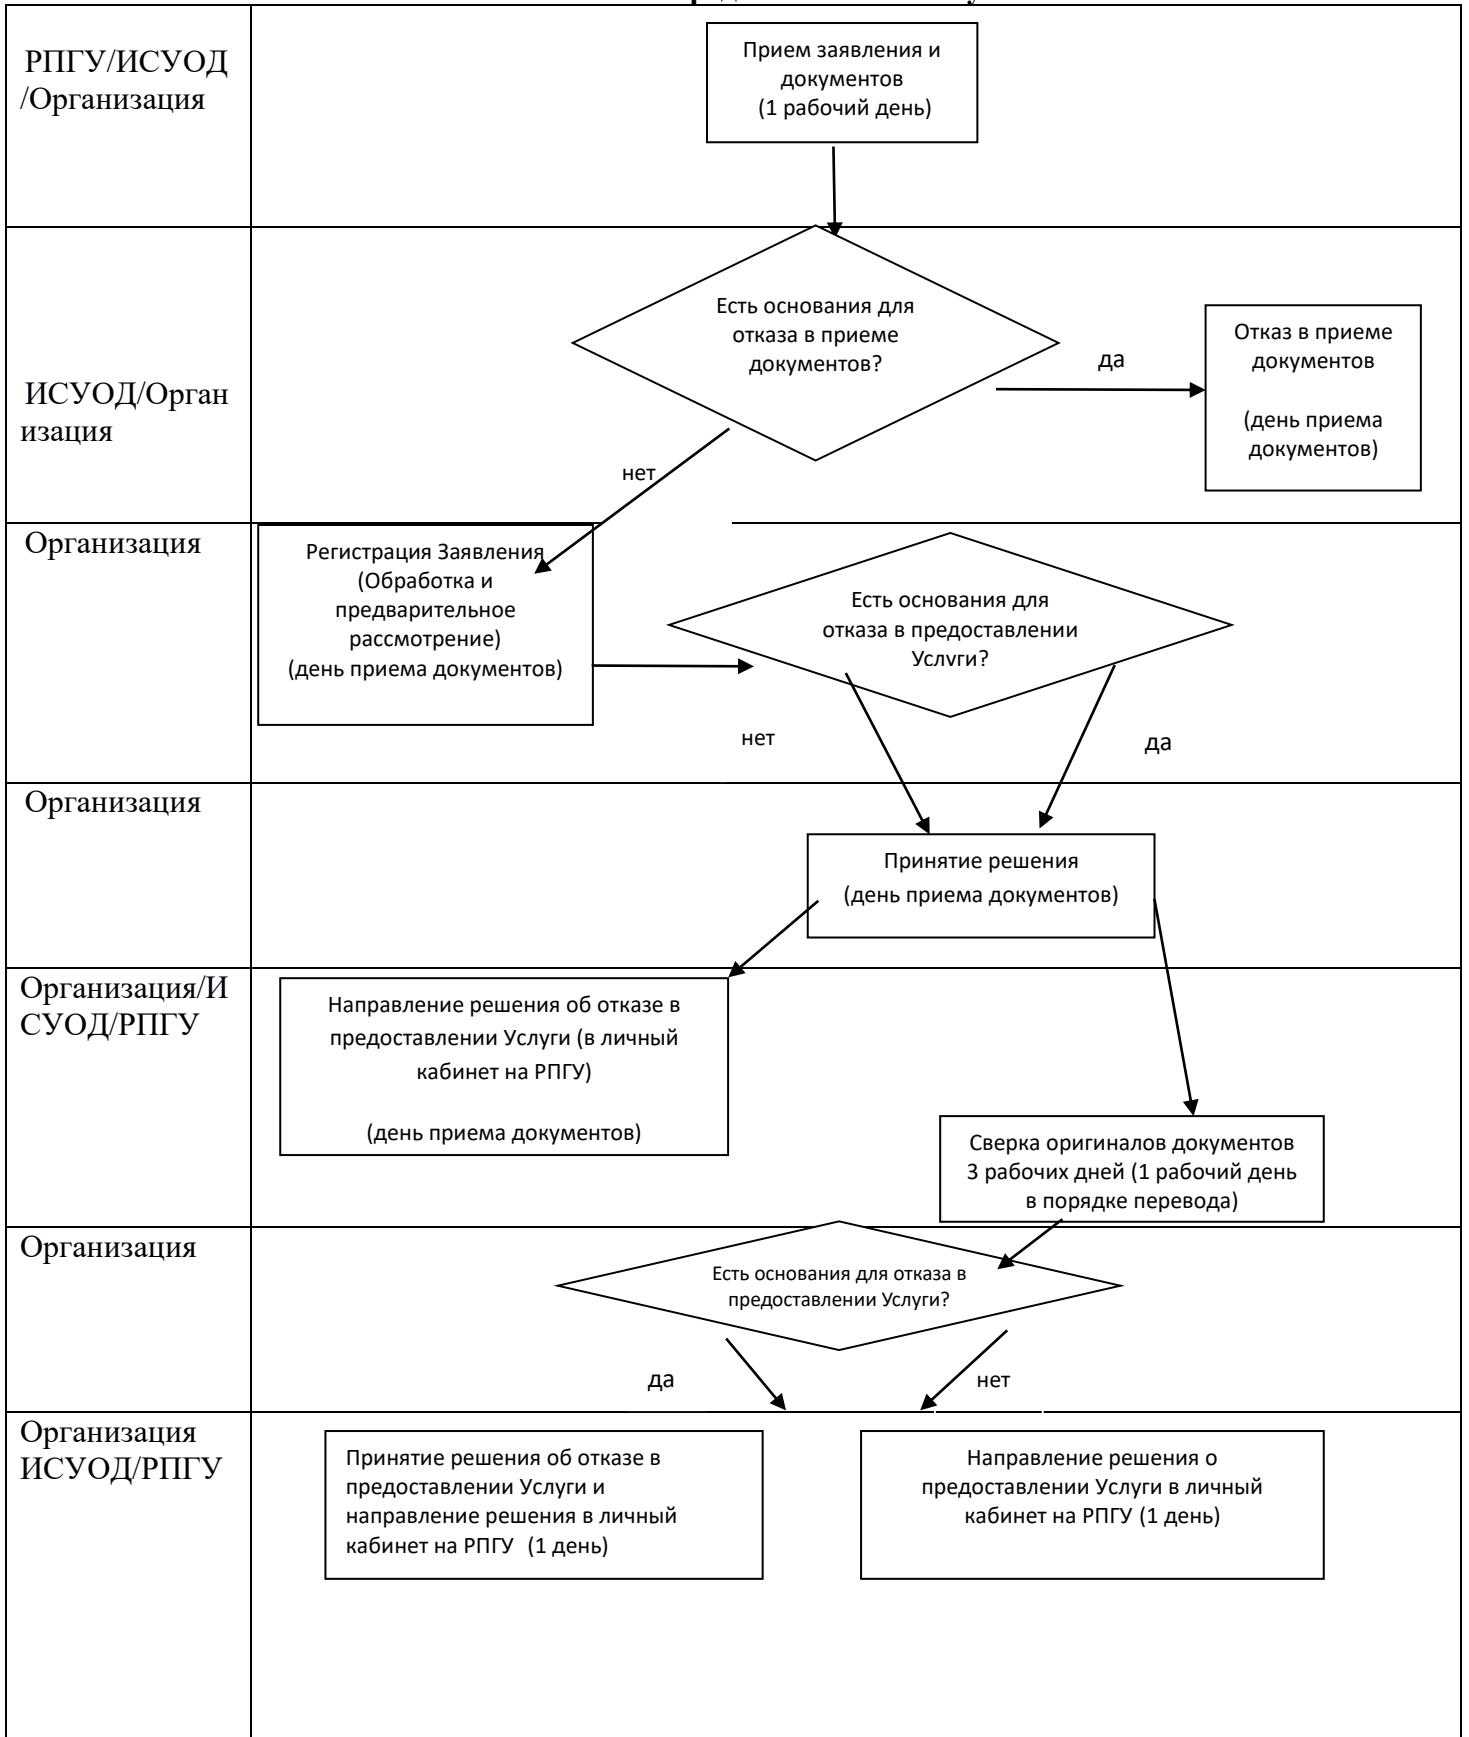 РПГУ/ИСУОД
/Организация
Прием заявления и
документов
(1 рабочий день)
ИСУОД/Орган
изация
Есть основания для
отказа в приеме
документов?
да
Отказ в приеме
документов
(день приема
документов)
нет
Организация
Регистрация Заявления
(Обработка и
предварительное
рассмотрение)
(день приема документов)
Есть основания для
отказа в предоставлении
Услуги?
нет
да
Организация
Принятие решения
(день приема документов)
Организация/И
СУОД/РПГУ
Направление решения об отказе в
предоставлении Услуги (в личный
кабинет на РПГУ)
(день приема документов)
Сверка оригиналов документов
3 рабочих дней (1 рабочий день
в порядке перевода)
Организация
Есть основания для отказа в
предоставлении Услуги?
да
нет
Организация
ИСУОД/РПГУ
Принятие решения об отказе в
предоставлении Услуги и
направление решения в личный
кабинет на РПГУ (1 день)
Направление решения о
предоставлении Услуги в личный
кабинет на РПГУ (1 день)